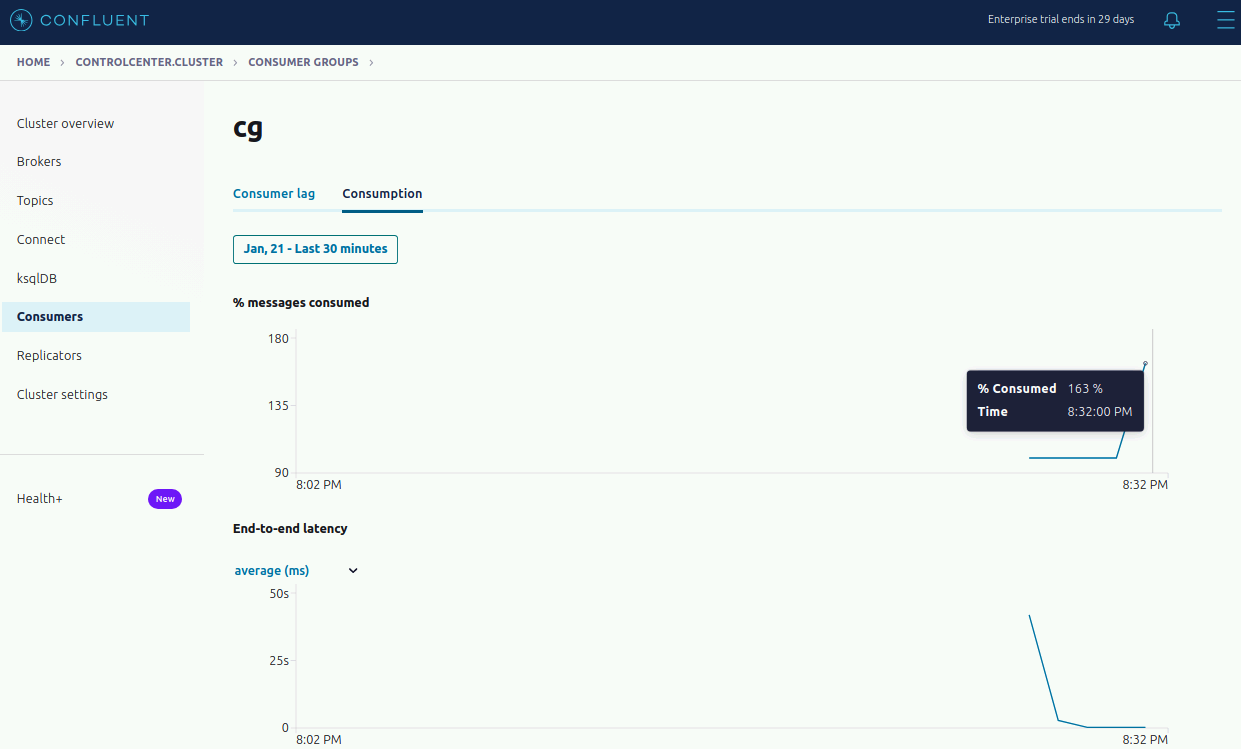 CONFLUENT
Enterprise trial ends in 29 days
HOME > CONTROLCENTER.CLUSTER > CONSUMER GROUPS >
Cluster overview
Brokers
Topics
Connect
ksqlDB
Consumers
Replicators
Cluster settings
Health+ New
cg
Consumer lag Consumption
Jan, 21 - Last 30 minutes
% messages consumed
180
135
90
8:02 PM 8:32 PM
% Consumed 163 %
Time 8:32:00 PM
End-to-end latency
average (ms)
50s
25s
0
8:02 PM 8:32 PM